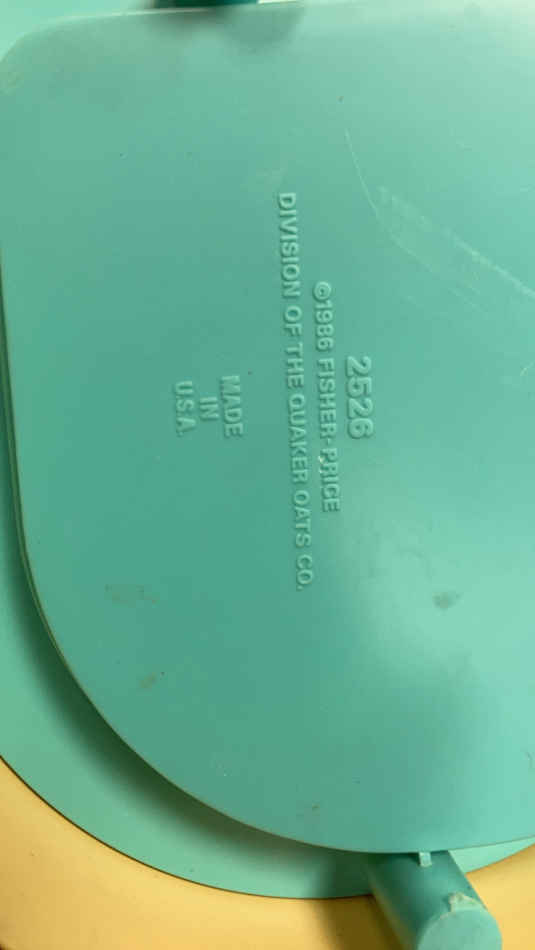 2526
©1986 FISHER-PRICE
DIVISION OF THE QUAKER OATS CO.
MADE
IN
U.S.A.